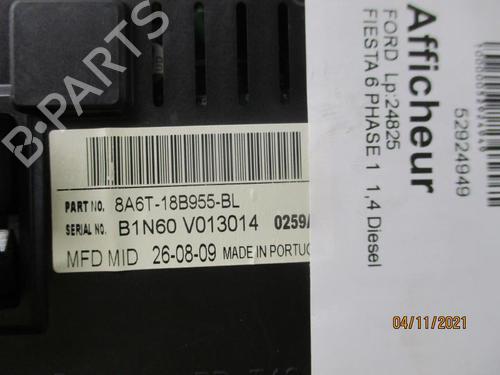 B-PARTS
PART NO. 8A6T-18B955-BL
SERIAL NO. B1N60 V013014 0259A
MFD MID 26-08-09 MADE IN PORTUG
Afficheur
FORD Lp:24825
FIESTA 6 PHASE 1 1,4 Diesel
52924949
04/11/2021